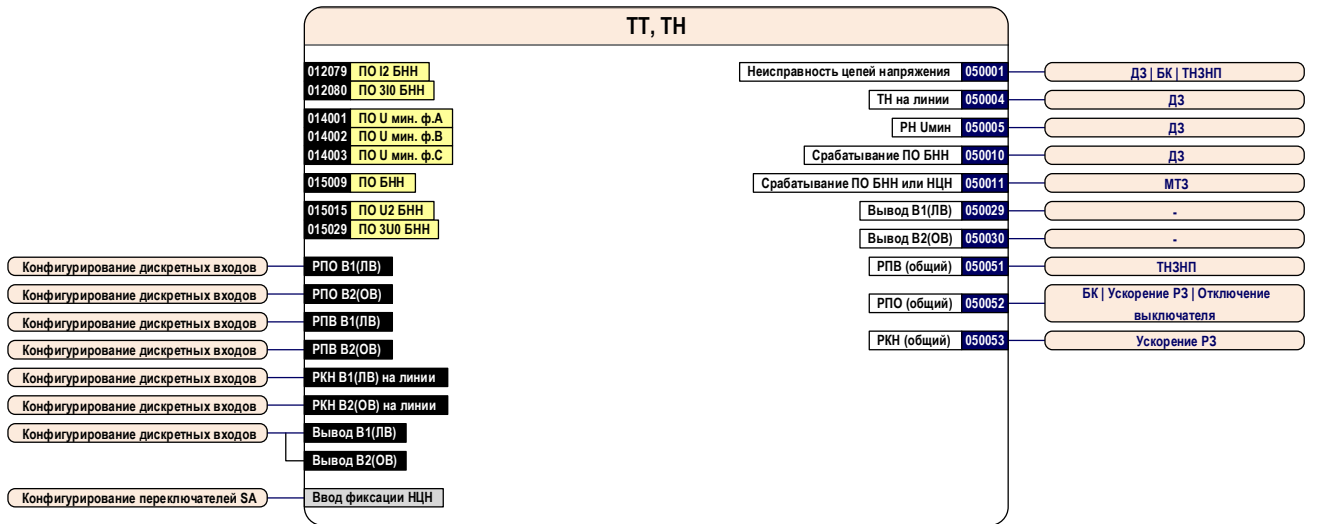 ТТ, ТН
012079 ПО I2 БНН
012080 ПО 3I0 БНН
014001 ПО U мин. ф.А
014002 ПО U мин. ф.В
014003 ПО U мин. ф.С
015009 ПО БНН
015015 ПО U2 БНН
015029 ПО 3U0 БНН
Конфигурирование дискретных входов РПО В1(ЛВ)
Конфигурирование дискретных входов РПО В2(ОВ)
Конфигурирование дискретных входов РПВ В1(ЛВ)
Конфигурирование дискретных входов РПВ В2(ОВ)
Конфигурирование дискретных входов РКН В1(ЛВ) на линии
Конфигурирование дискретных входов РКН В2(ОВ) на линии
Конфигурирование дискретных входов Вывод В1(ЛВ)
Вывод В2(ОВ)
Конфигурирование переключателей SA Ввод фиксации НЦН
Неисправность цепей напряжения 050001 ДЗ | БК | ТНЗНП
ТН на линии 050004 ДЗ
РН Uмин 050005 ДЗ
Срабатывание ПО БНН 050010 ДЗ
Срабатывание ПО БНН или НЦН 050011 МТЗ
Вывод В1(ЛВ) 050029 -
Вывод В2(ОВ) 050030 -
РПВ (общий) 050051 ТНЗНП
РПО (общий) 050052 БК | Ускорение РЗ | Отключение
выключателя
РКН (общий) 050053 Ускорение РЗ